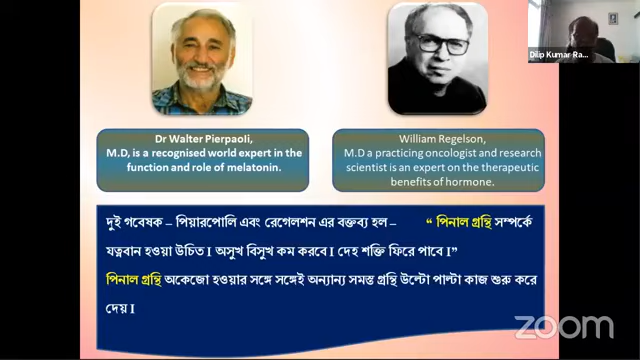 Dilip Kumar Ra...
Dr Walter Pierpaoli,
M.D, is a recognised world expert in the
function and role of melatonin.
William Regelson,
M.D a practicing oncologist and research
scientist is an expert on the therapeutic
benefits of hormone.
দুই গবেষক – পিয়ারপোলি এবং রেগেলশন এর বক্তব্য হল – “ পিনাল গ্রন্থি সম্পর্কে
যত্নবান হওয়া উচিত I অসুখ বিসুখ কম করবে I দেহ শক্তি ফিরে পাবে I”
পিনাল গ্রন্থি অকেজো হওয়ার সঙ্গে সঙ্গেই অন্যান্য সমস্ত গ্রন্থি উল্টো পাল্টা কাজ শুরু করে
দেয় I
zoom